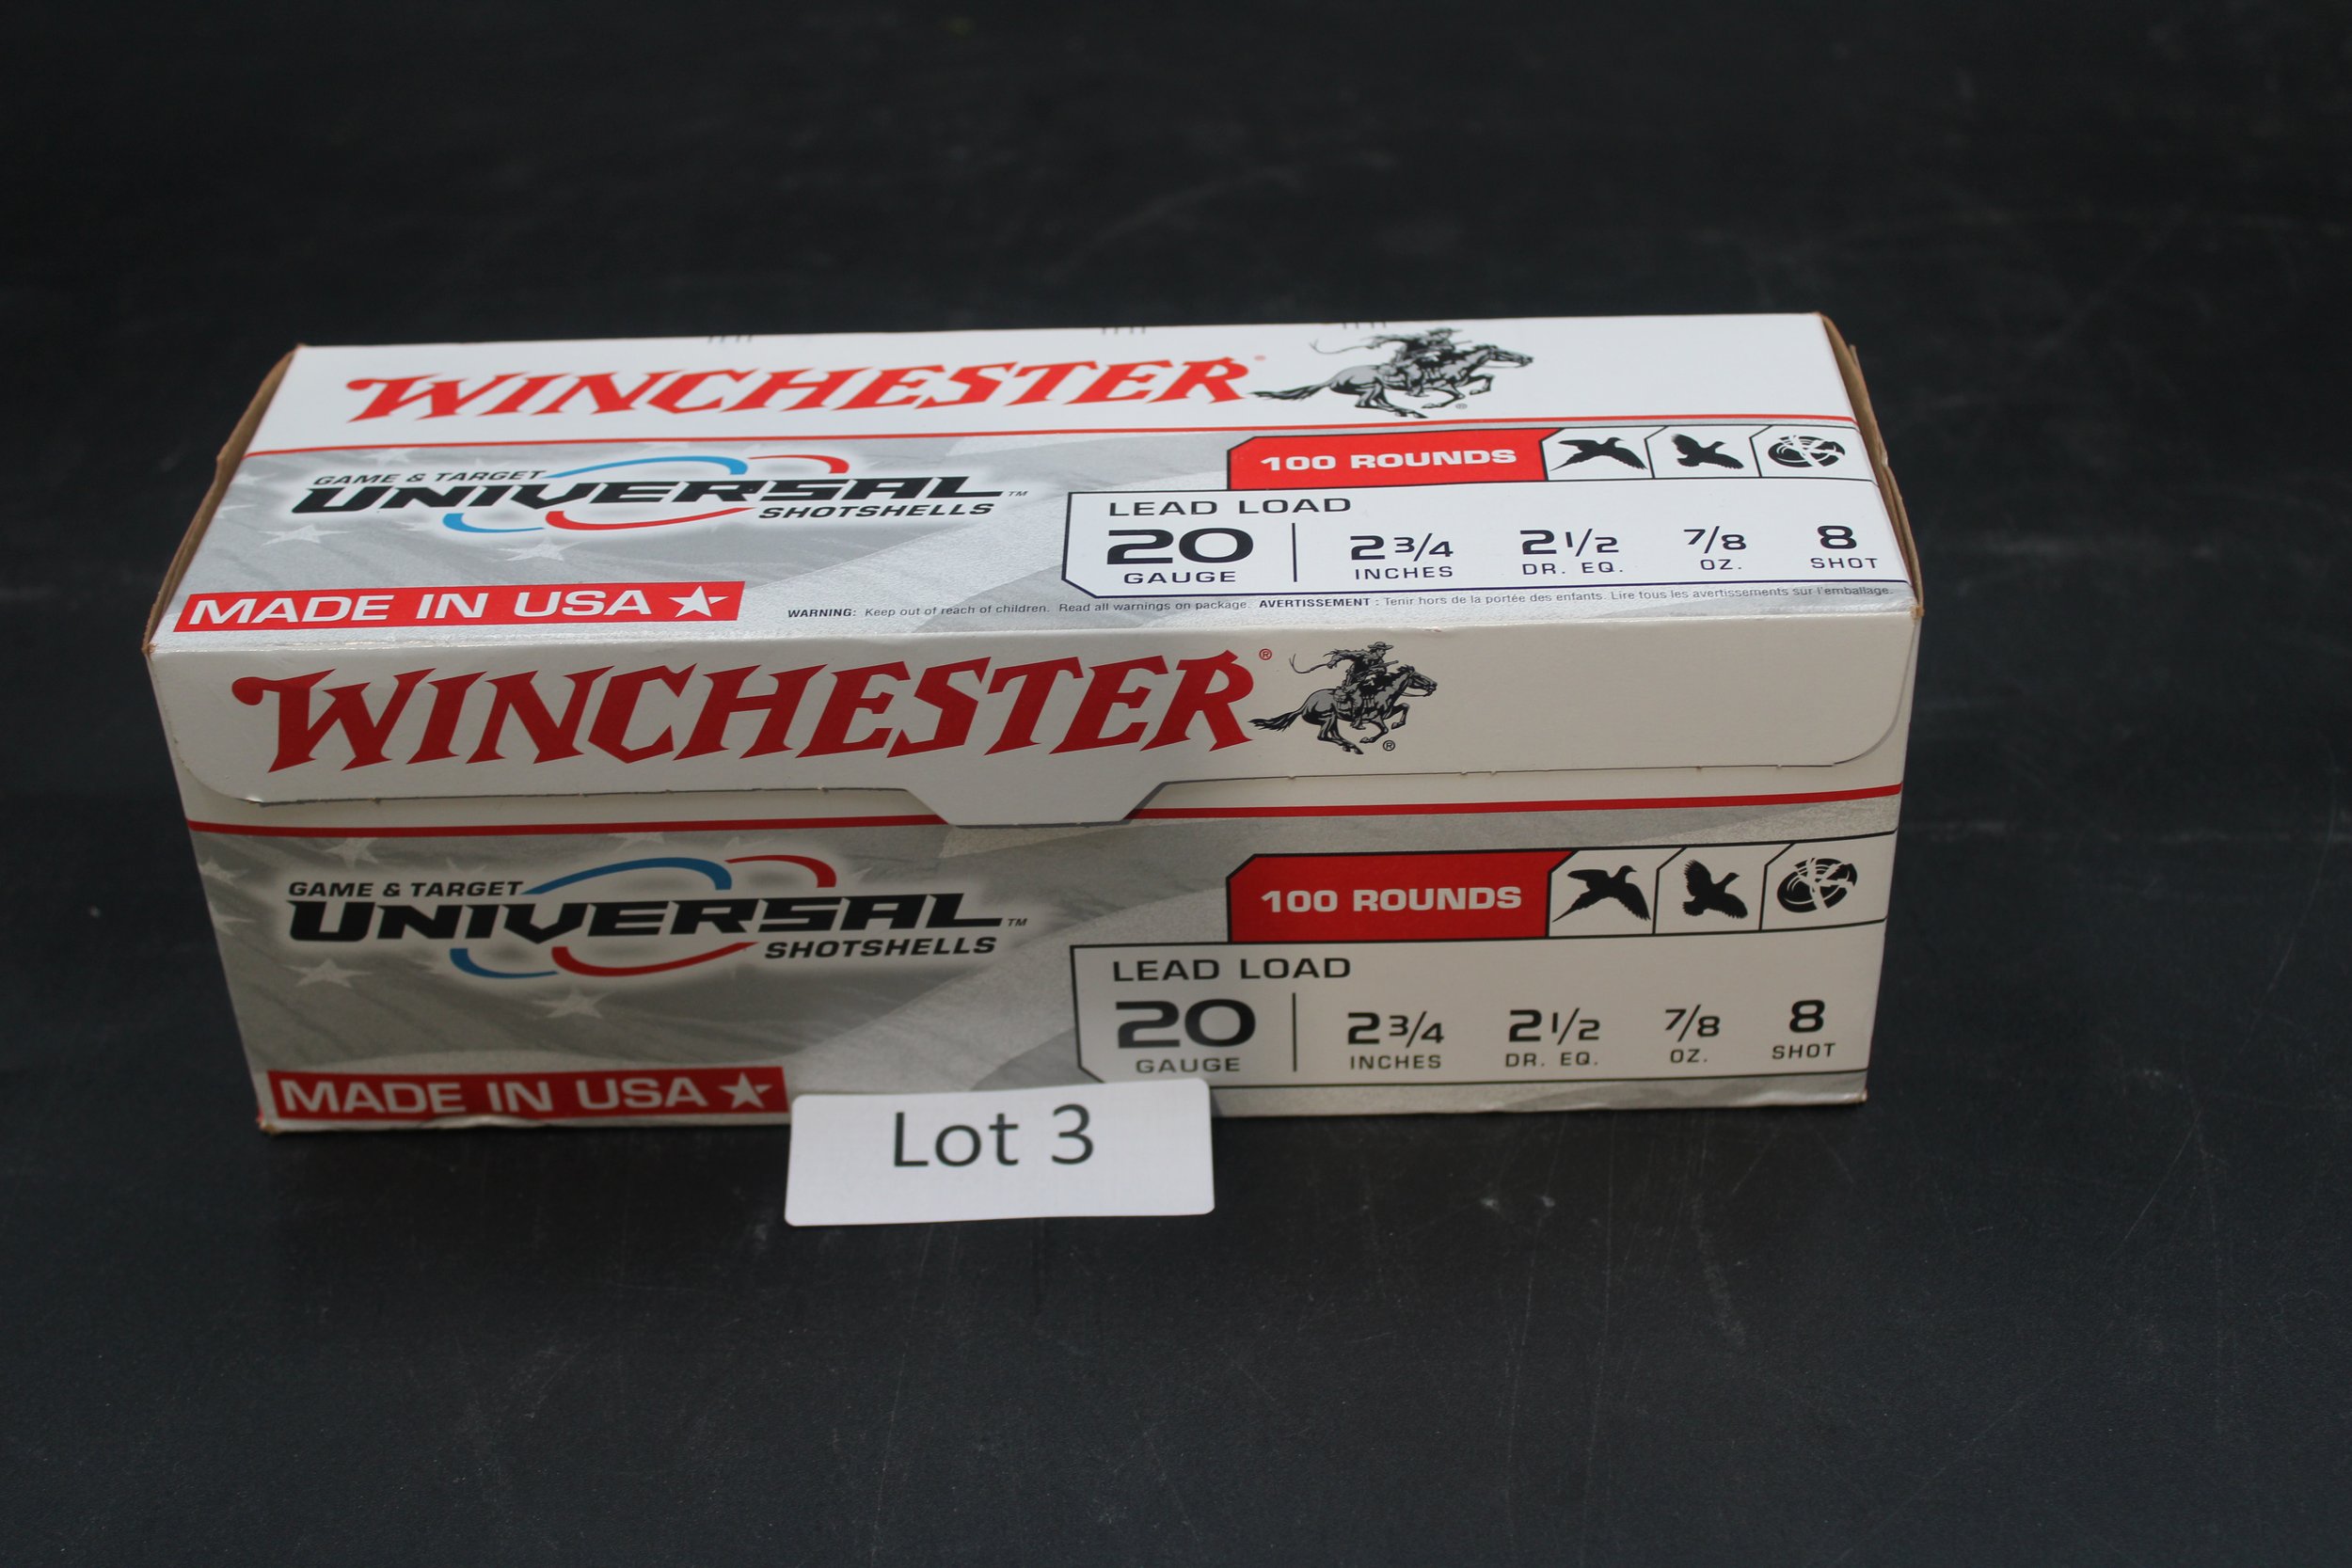 WINCHESTER®
®
GAME & TARGET
UNIVERSAL™
SHOTSHELLS
100 ROUNDS
LEAD LOAD
20 GAUGE
2 3/4 INCHES
2 1/2 DR. EQ.
7/8 OZ.
8 SHOT
MADE IN USA
WARNING: Keep out of reach of children. Read all warnings on package. AVERTISSEMENT : Tenir hors de la portée des enfants. Lire tous les avertissements sur l'emballage.
WINCHESTER®
®
GAME & TARGET
UNIVERSAL™
SHOTSHELLS
100 ROUNDS
LEAD LOAD
20 GAUGE
2 3/4 INCHES
2 1/2 DR. EQ.
7/8 OZ.
8 SHOT
MADE IN USA
Lot 3